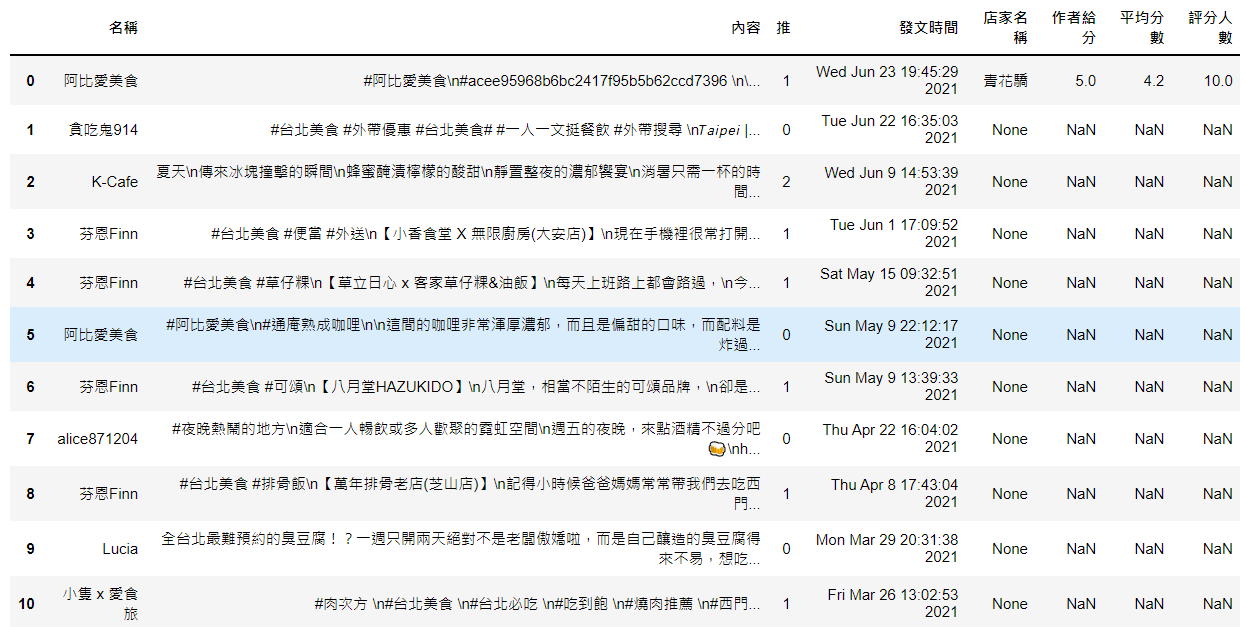 名稱 內容 推 發文時間 店家名稱 作者給分 平均分數 評分人數
0 阿比愛美食 #阿比愛美食\n#acee95968b6bc2417f95b5b62ccd7396 \n\... 1 Wed Jun 23 19:45:29 2021 青花驕 5.0 4.2 10.0
1 貪吃鬼914 #台北美食 #外帶優惠 #台北美食# #一人一文挺餐飲 #外帶搜尋 \n𝘛𝘢𝘪𝘱𝘦𝘪 |... 0 Tue Jun 22 16:35:03 2021 None NaN NaN NaN
2 K-Cafe 夏天\n傳來冰塊撞擊的瞬間\n蜂蜜醃漬檸檬的酸甜\n靜置整夜的濃郁饗宴\n消暑只需一杯的時間... 2 Wed Jun 9 14:53:39 2021 None NaN NaN NaN
3 芬恩Finn #台北美食 #便當 #外送\n【小香食堂 X 無限廚房(大安店)】\n現在手機裡很常打開... 1 Tue Jun 1 17:09:52 2021 None NaN NaN NaN
4 芬恩Finn #台北美食 #草仔粿\n【草立日心 x 客家草仔粿&油飯】\n每天上班路上都會路過，\n今... 1 Sat May 15 09:32:51 2021 None NaN NaN NaN
5 阿比愛美食 #阿比愛美食\n#通庵熟成咖哩\n\n這間的咖哩非常渾厚濃郁，而且是偏甜的口味，而配料是炸過... 0 Sun May 9 22:12:17 2021 None NaN NaN NaN
6 芬恩Finn #台北美食 #可頌\n【八月堂HAZUKIDO】\n八月堂，相當不陌生的可頌品牌，\n卻是... 1 Sun May 9 13:39:33 2021 None NaN NaN NaN
7 alice871204 #夜晚熱鬧的地方\n適合一人暢飲或多人歡聚的霓虹空間\n週五的夜晚，來點酒精不過分吧🍻\nh... 0 Thu Apr 22 16:04:02 2021 None NaN NaN NaN
8 芬恩Finn #台北美食 #排骨飯\n【萬年排骨老店(芝山店)】\n記得小時候爸爸媽媽常常帶我們去吃西門... 1 Thu Apr 8 17:43:04 2021 None NaN NaN NaN
9 Lucia 全台北最難預約的臭豆腐！？一週只開兩天絕對不是老闆傲嬌啦，而是自己釀造的臭豆腐得來不易，想吃... 0 Mon Mar 29 20:31:38 2021 None NaN NaN NaN
10 小隻 x 愛食旅 #肉次方 \n#台北美食 \n#台北必吃 \n#吃到飽 \n#燒肉推薦 \n#西門... 1 Fri Mar 26 13:02:53 2021 None NaN NaN NaN